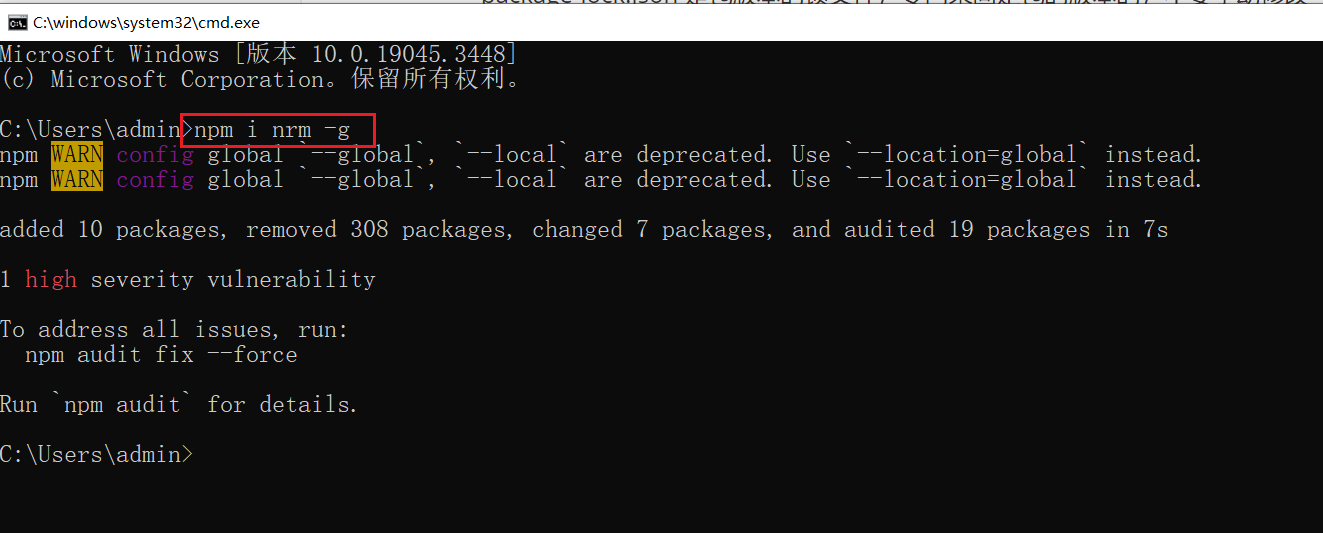 C:\windows\system32\cmd.exe
Microsoft Windows [版本 10.0.19045.3448]
(c) Microsoft Corporation。保留所有权利。
C:\Users\admin>npm i nrm -g
npm WARN config global `--global`, `--local` are deprecated. Use `--location=global` instead.
npm WARN config global `--global`, `--local` are deprecated. Use `--location=global` instead.
added 10 packages, removed 308 packages, changed 7 packages, and audited 19 packages in 7s
1 high severity vulnerability
To address all issues, run:
npm audit fix --force
Run `npm audit` for details.
C:\Users\admin>